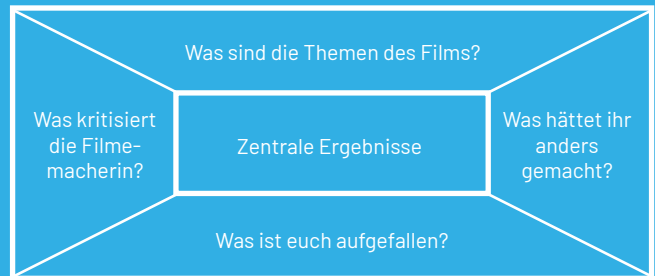 Was sind die Themen des Films?
Was kritisiert
die Filme-
macherin?
Zentrale Ergebnisse
Was hättet ihr
anders
gemacht?
Was ist euch aufgefallen?